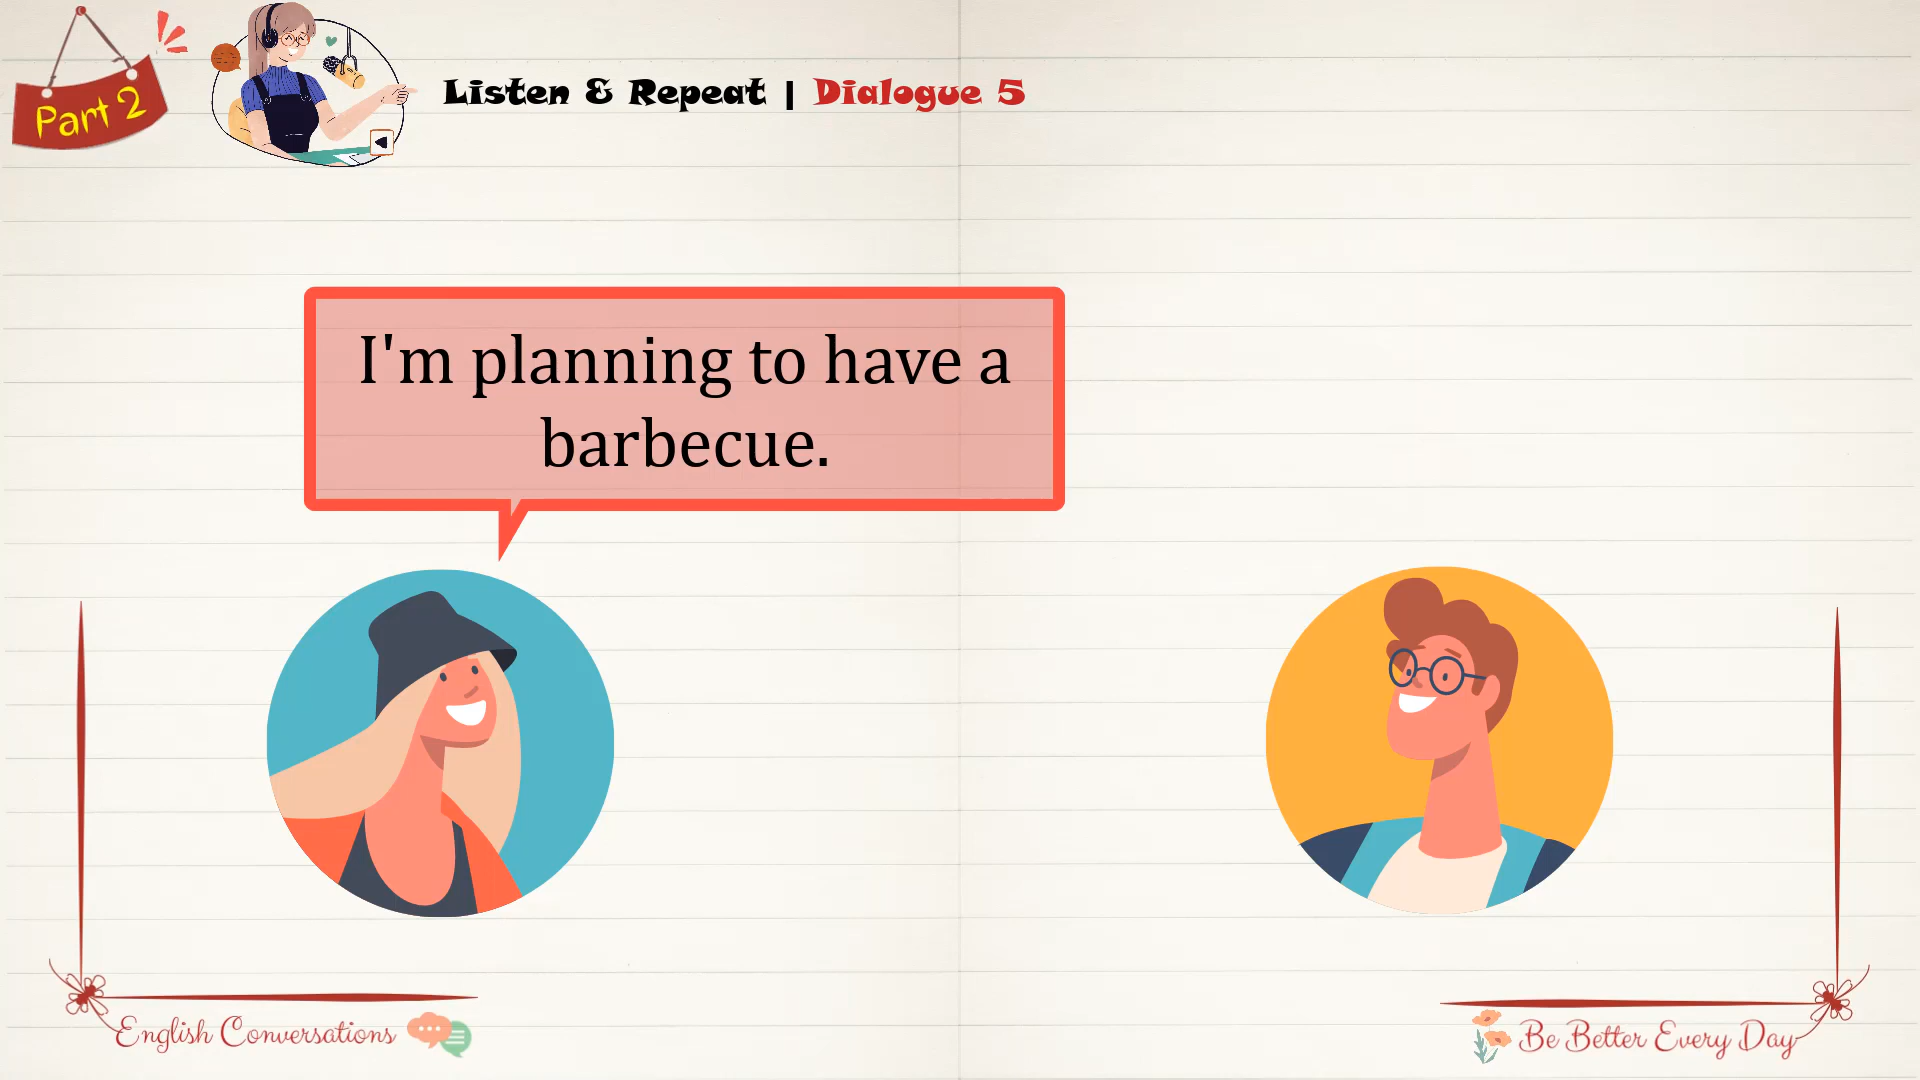 Part 2
Listen & Repeat | Dialogue 5
I'm planning to have a
barbecue.
English Conversations
Be Better Every Day